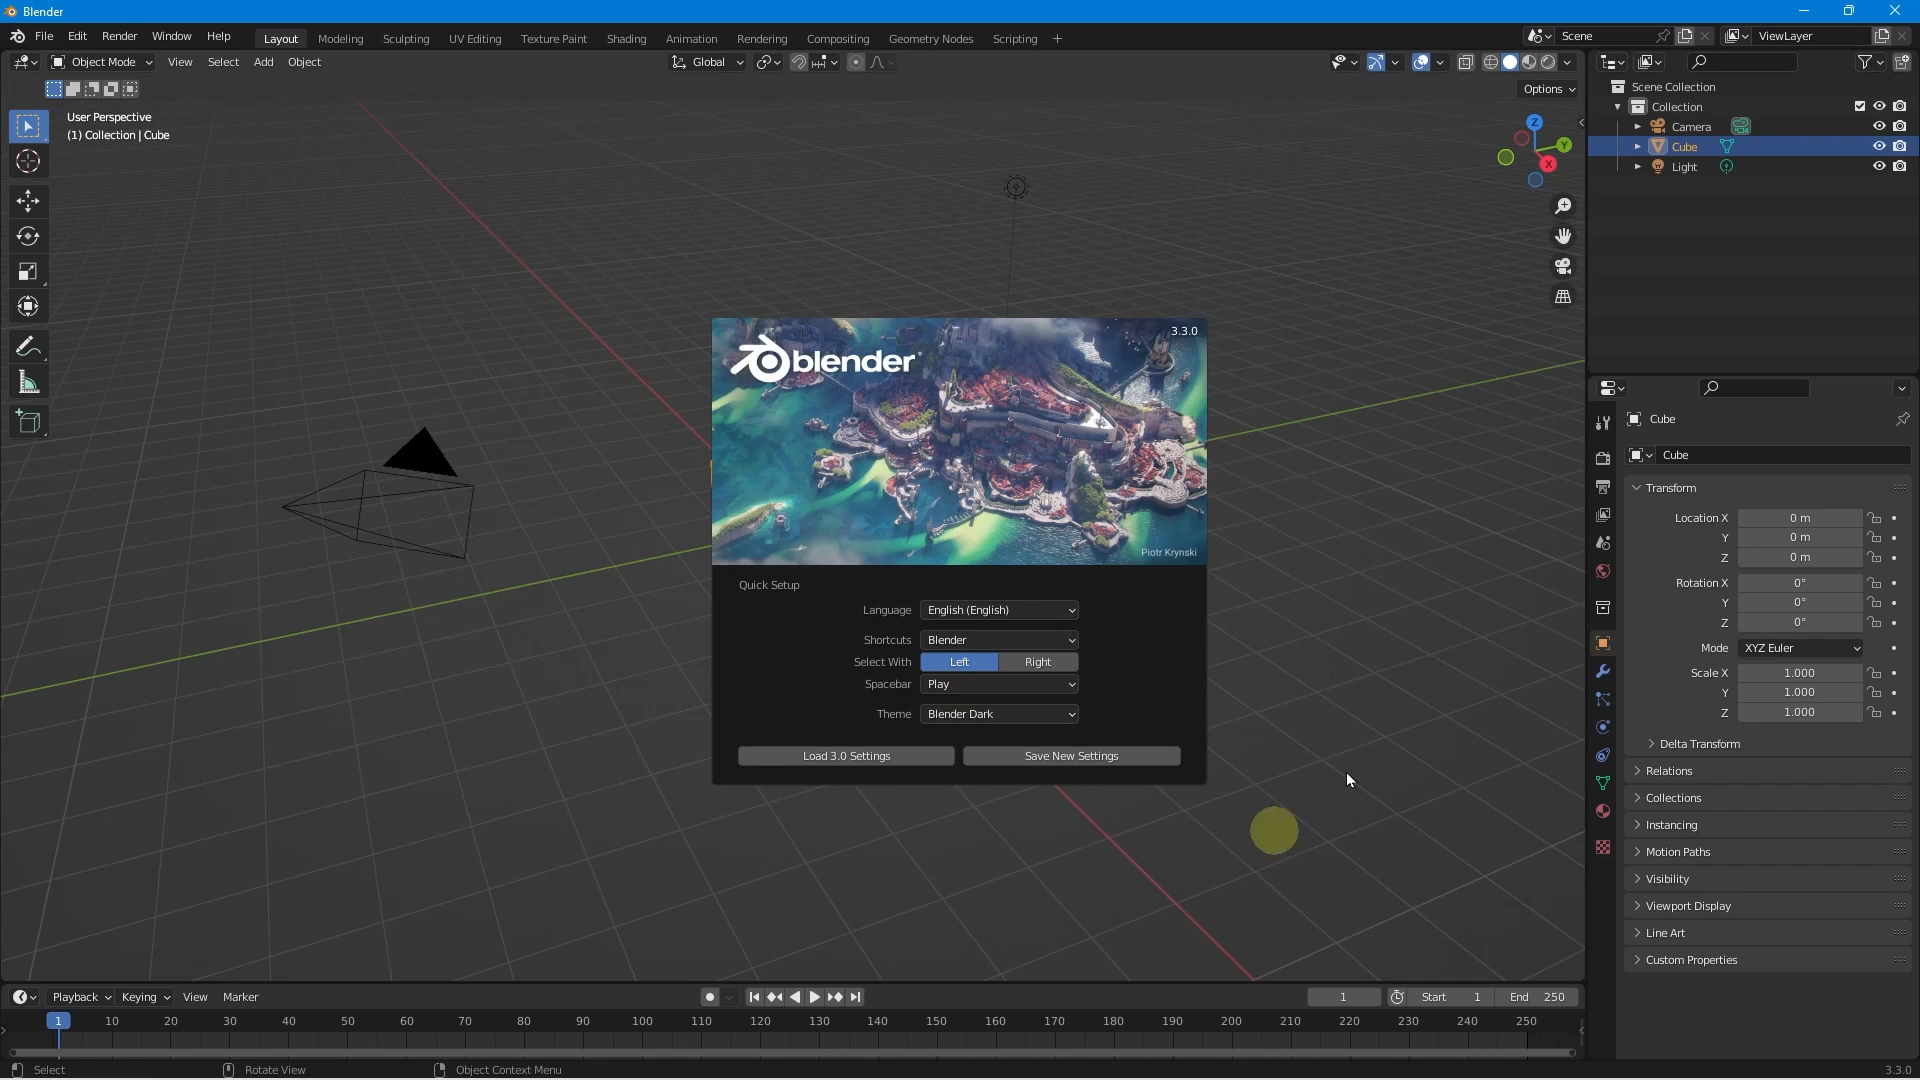 Blender
File Edit Render Window Help Layout Modeling Sculpting UV Editing Texture Paint Shading Animation Rendering Compositing Geometry Nodes Scripting +
Scene
ViewLayer
Object Mode View Select Add Object
Global
Options
User Perspective
(1) Collection | Cube
Z
Y
X
Scene Collection
Collection
Camera
Cube
Light
3.3.0
blender
Piotr Krynski
Quick Setup
Language English (English)
Shortcuts Blender
Select With Left Right
Spacebar Play
Theme Blender Dark
Load 3.0 Settings Save New Settings
Cube
Cube
Transform
Location X 0 m
Y 0 m
Z 0 m
Rotation X 0°
Y 0°
Z 0°
Mode XYZ Euler
Scale X 1.000
Y 1.000
Z 1.000
Delta Transform
Relations
Collections
Instancing
Motion Paths
Visibility
Viewport Display
Line Art
Custom Properties
Playback Keying View Marker
1 Start 1 End 250
1 10 20 30 40 50 60 70 80 90 100 110 120 130 140 150 160 170 180 190 200 210 220 230 240 250
Select Rotate View Object Context Menu 3.3.0